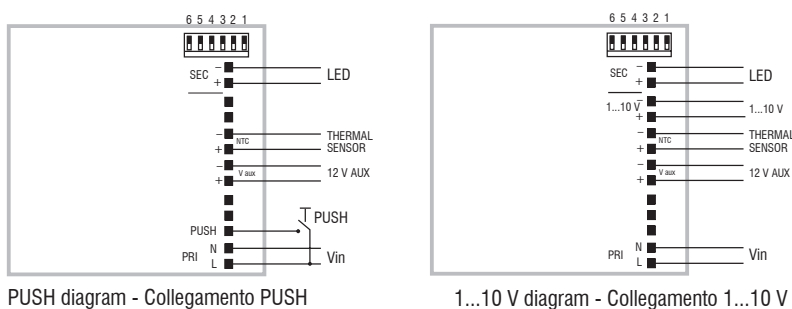 6 5 4 3 2 1
SEC
–
+
LED
–
+
NTC
THERMAL
SENSOR
–
+
V aux
12 V AUX
PUSH
PUSH
PRI
N
L
Vin
PUSH diagram - Collegamento PUSH
6 5 4 3 2 1
SEC
–
+
LED
1...10 V
–
+
1...10 V
–
+
NTC
THERMAL
SENSOR
–
+
V aux
12 V AUX
PRI
N
L
Vin
1...10 V diagram - Collegamento 1...10 V